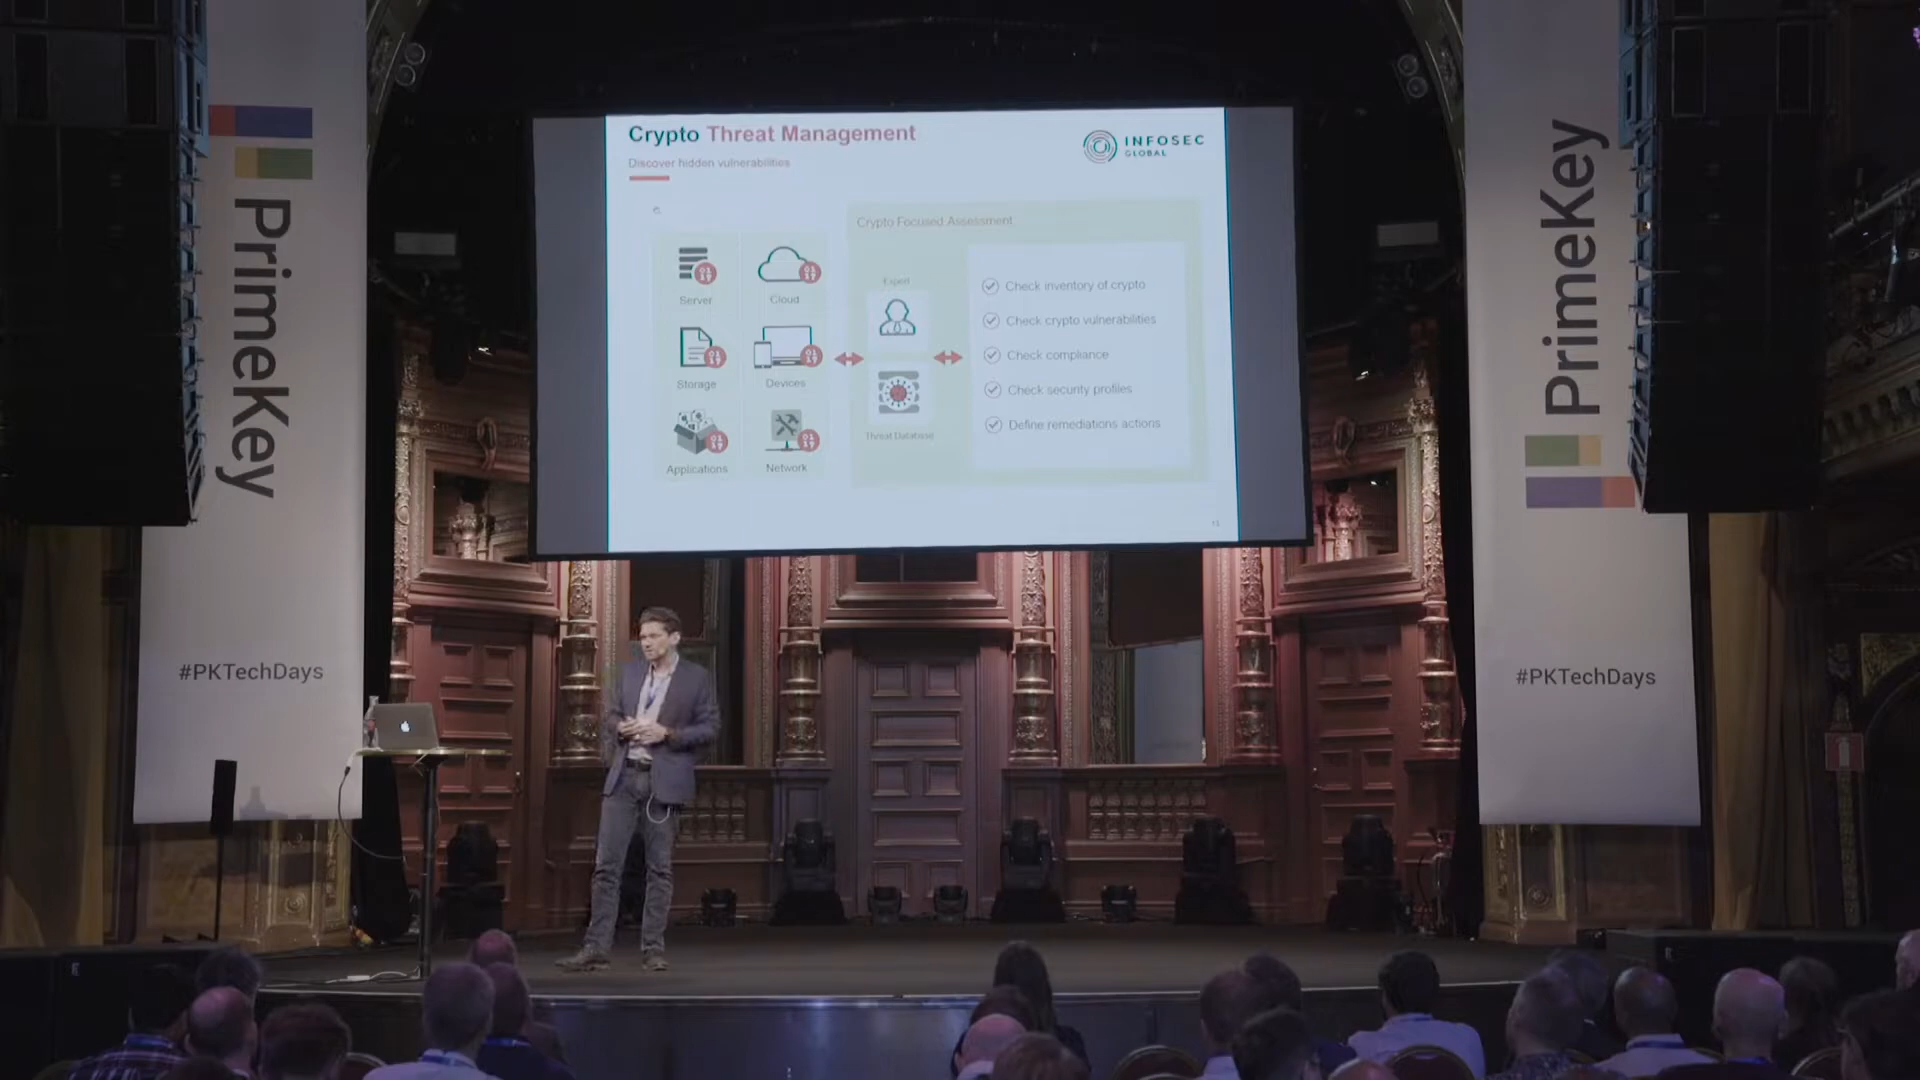 PrimeKey
#PKTechDays
Crypto Threat Management
Discover hidden vulnerabilities
INFOSEC
GLOBAL
Crypto Focused Assessment
Server
Cloud
Storage
Devices
Applications
Network
Expert
Threat Database
Check inventory of crypto
Check crypto vulnerabilities
Check compliance
Check security profiles
Define remediations actions
PrimeKey
#PKTechDays